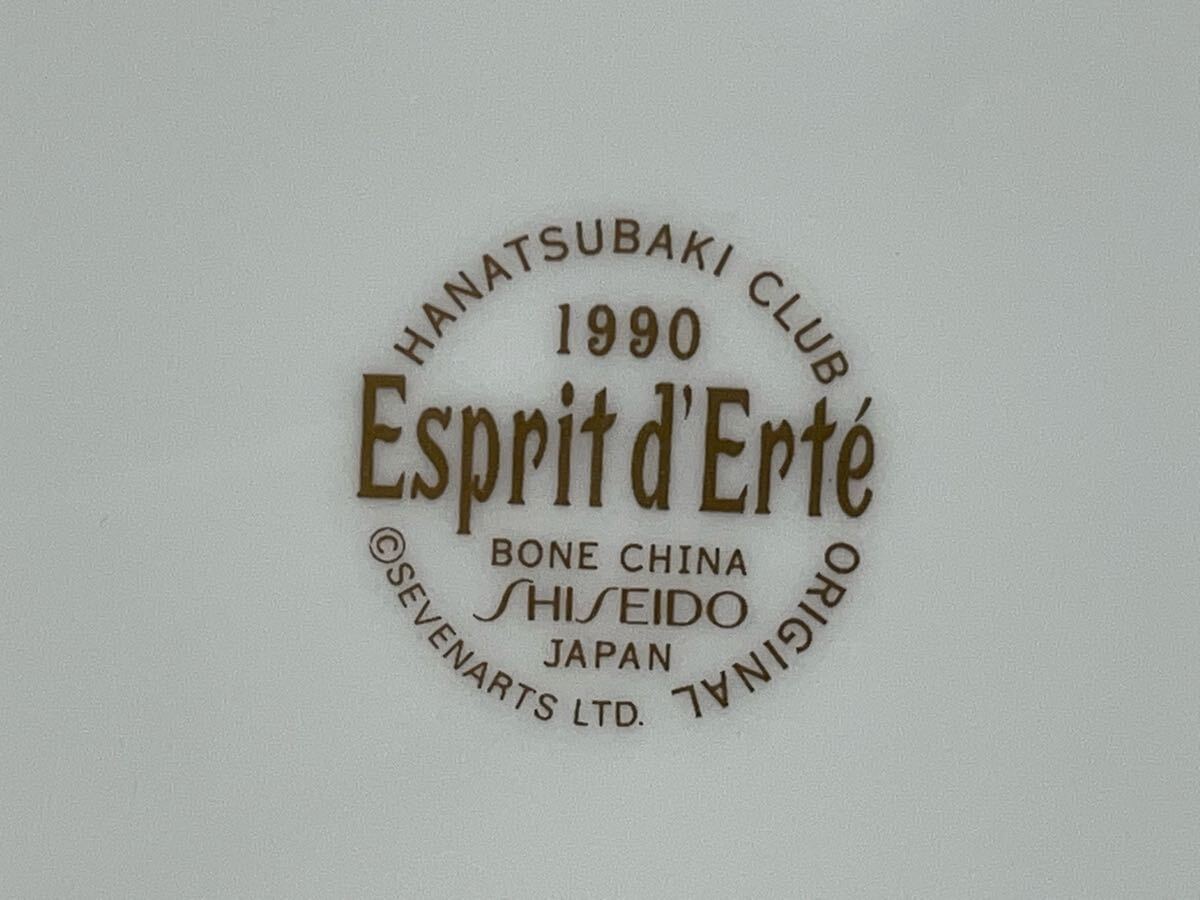 HANATSUBAKI CLUB ORIGINAL
1990
Esprit d'Erté
BONE CHINA
SHISEIDO
JAPAN
©SEVENARTS LTD.